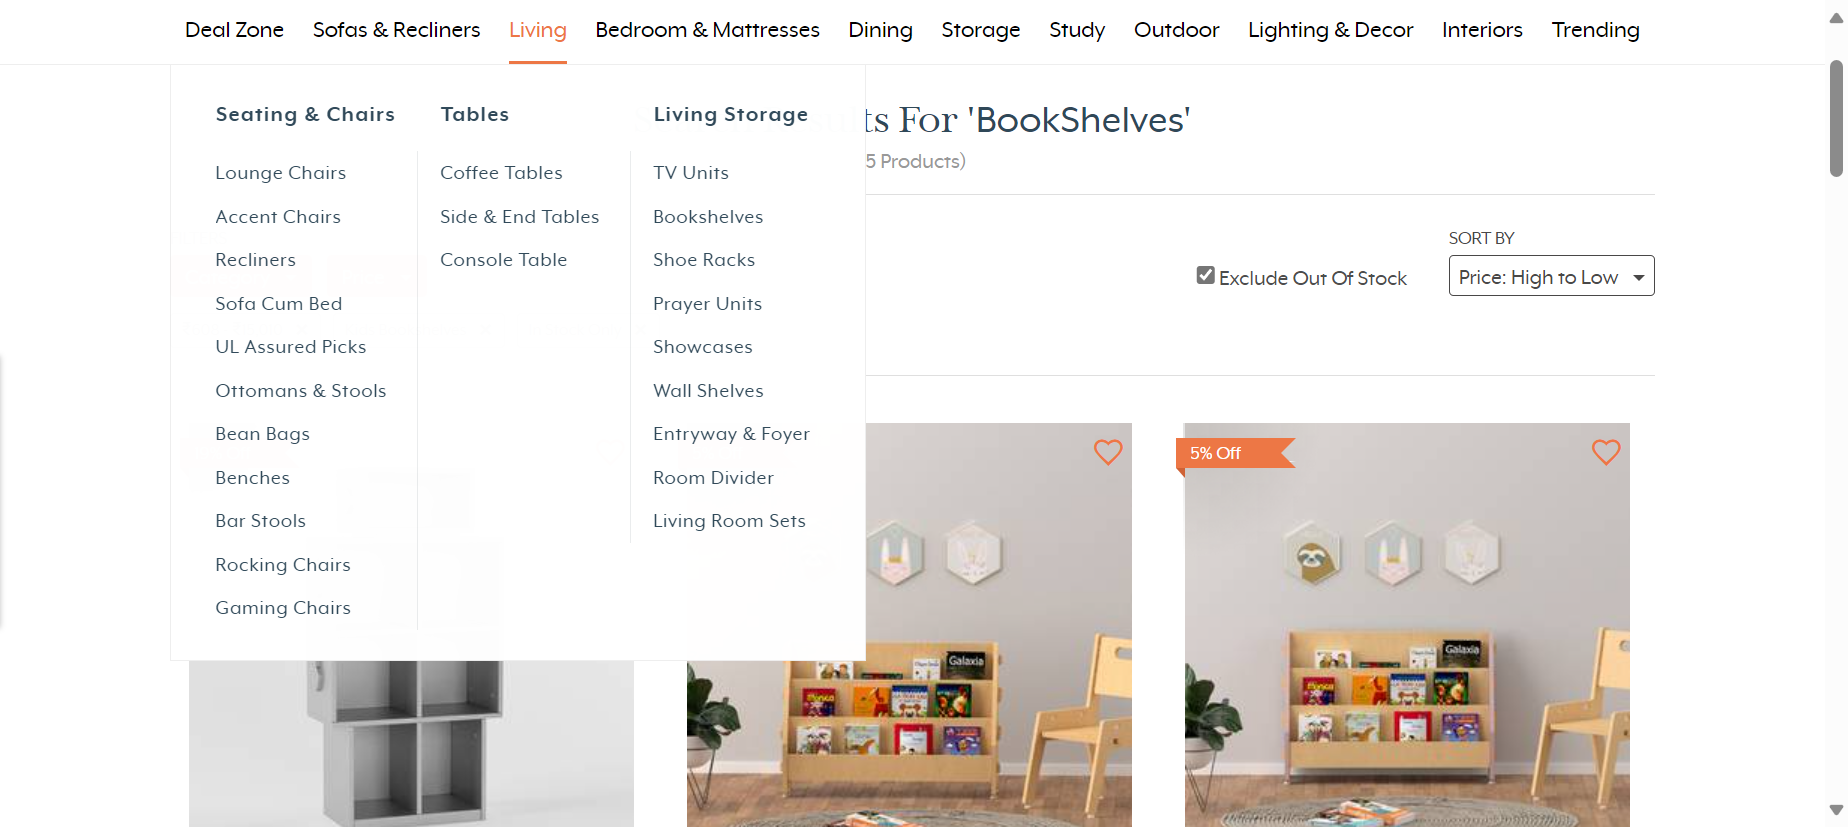 Deal Zone Sofas & Recliners Living Bedroom & Mattresses Dining Storage Study Outdoor Lighting & Decor Interiors Trending
Seating & Chairs
Lounge Chairs
Accent Chairs
Recliners
Sofa Cum Bed
UL Assured Picks
Ottomans & Stools
Bean Bags
Benches
Bar Stools
Rocking Chairs
Gaming Chairs
Tables
Coffee Tables
Side & End Tables
Console Table
Living Storage
TV Units
Bookshelves
Shoe Racks
Prayer Units
Showcases
Wall Shelves
Entryway & Foyer
Room Divider
Living Room Sets
ts For 'BookShelves'
5 Products)
SORT BY
Exclude Out Of Stock
Price: High to Low
5% Off
Galaxia
Monica
Galaxia
Monica